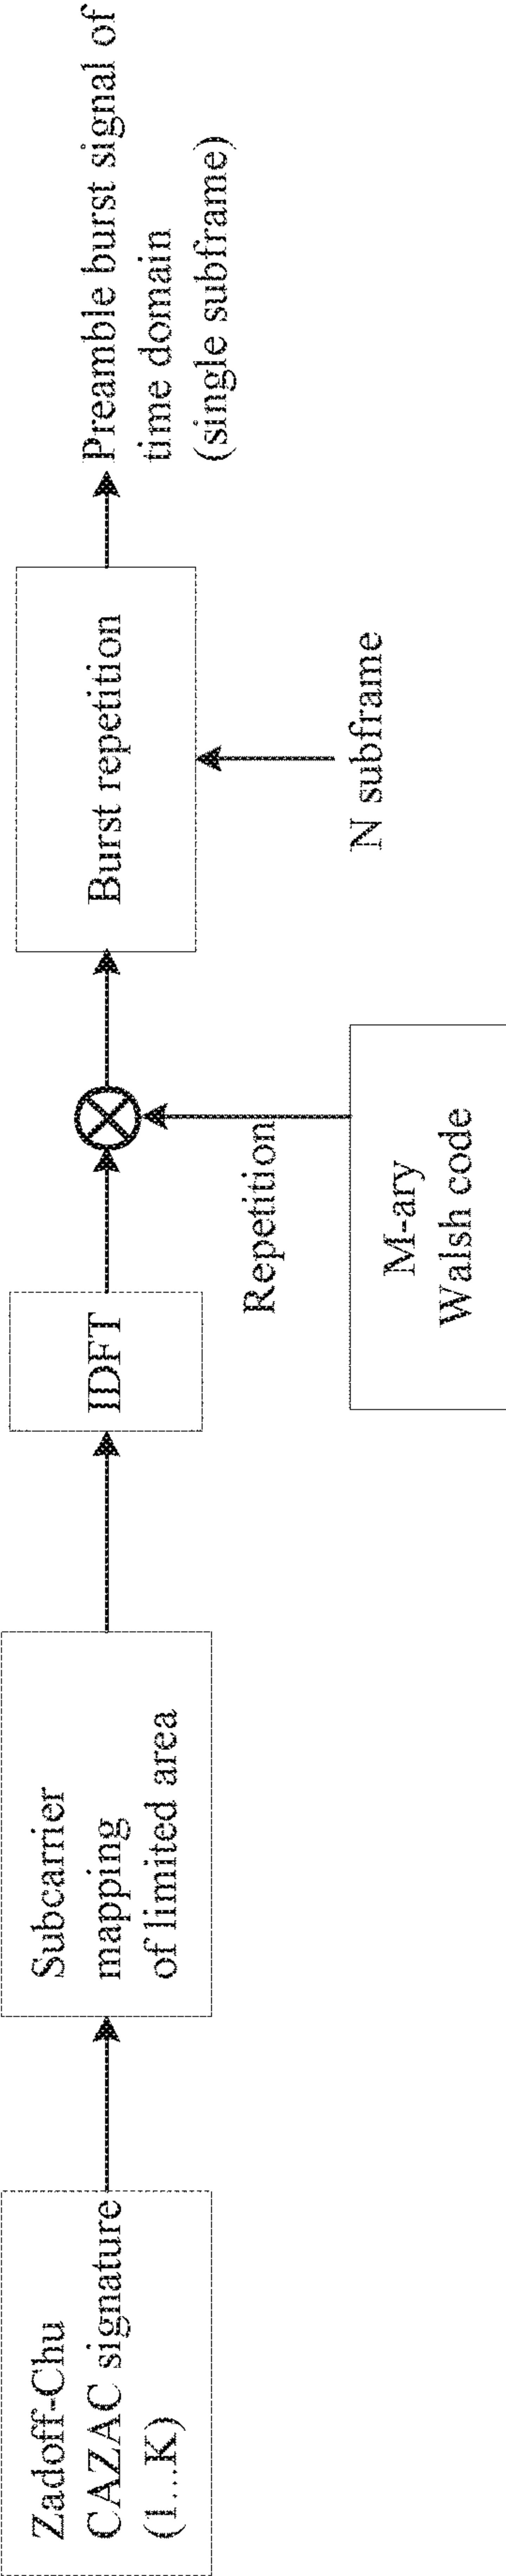 Zadoff-Chu
CAZAC signature
(1...K)
Subcarrier
mapping
of limited area
IDFT
Repetition
M-ary
Walsh code
Burst repetition
N subframe
Preamble burst signal of
time domain
(single subframe)